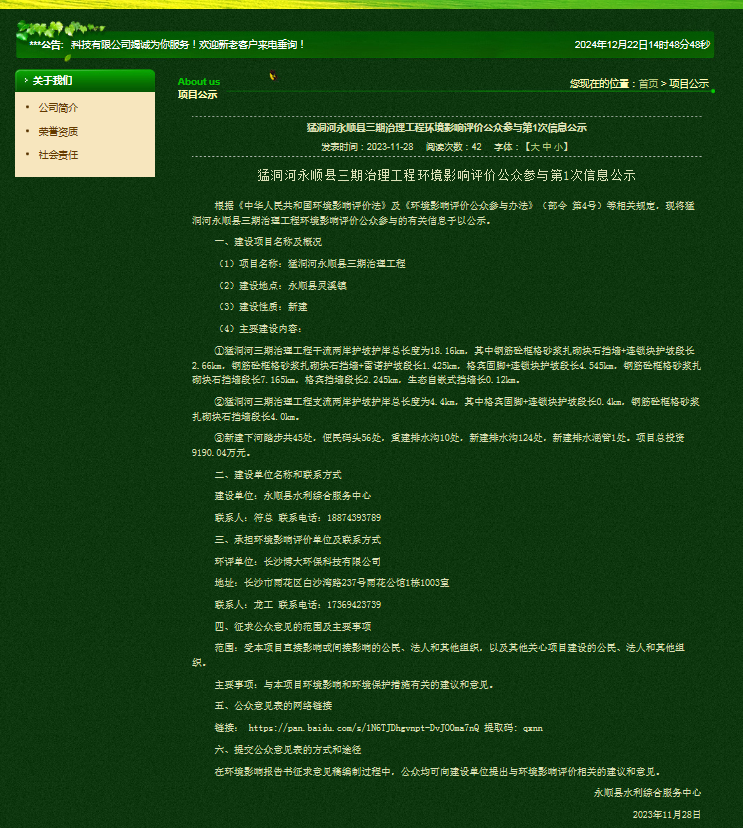 ***公告: 科技有限公司竭诚为你服务！欢迎新老客户来电垂询！
2024年12月22日14时48分48秒
关于我们
公司简介
荣誉资质
社会责任
About us
项目公示
您现在的位置：首页 > 项目公示
猛洞河永顺县三期治理工程环境影响评价公众参与第1次信息公示
发表时间：2023-11-28 阅读次数：42 字体：【大 中 小】
猛洞河永顺县三期治理工程环境影响评价公众参与第1次信息公示
根据《中华人民共和国环境影响评价法》及《环境影响评价公众参与办法》（部令 第4号）等相关规定，现将猛
洞河永顺县三期治理工程环境影响评价公众参与的有关信息予以公示。
一、建设项目名称及概况
（1）项目名称：猛洞河永顺县三期治理工程
（2）建设地点：永顺县灵溪镇
（3）建设性质：新建
（4）主要建设内容：
①猛洞河三期治理工程干流两岸护坡护岸总长度为18.16km，其中钢筋砼框格砂浆扎砌块石挡墙+连锁块护坡段长
2.66km，钢筋砼框格砂浆扎砌块石挡墙+雷诺护坡段长1.425km，格宾固脚+连锁块护坡段长4.545km，钢筋砼框格砂浆扎
砌块石挡墙段长7.165km，格宾挡墙段长2.245km，生态自嵌式挡墙长0.12km。
②猛洞河三期治理工程支流两岸护坡护岸总长度为4.4km，其中格宾固脚+连锁块护坡段长0.4km，钢筋砼框格砂浆
扎砌块石挡墙段长4.0km。
③新建下河踏步共45处，便民码头56处，重建排水沟10处，新建排水沟124处，新建排水涵管1处。项目总投资
9190.04万元。
二、建设单位名称和联系方式
建设单位：永顺县水利综合服务中心
联系人：符总 联系电话：18874393789
三、承担环境影响评价单位及联系方式
环评单位：长沙博大环保科技有限公司
地址：长沙市雨花区白沙湾路237号雨花公馆1栋1003室
联系人：龙工 联系电话：17369423739
四、征求公众意见的范围及主要事项
范围：受本项目直接影响或间接影响的公民、法人和其他组织，以及其他关心项目建设的公民、法人和其他组
织。
主要事项：与本项目环境影响和环境保护措施有关的建议和意见。
五、公众意见表的网络链接
链接： https://pan.baidu.com/s/1N6TJDhgvnpt-DvJO0ma7nQ 提取码：qxnn
六、提交公众意见表的方式和途径
在环境影响报告书征求意见稿编制过程中，公众均可向建设单位提出与环境影响评价相关的建议和意见。
永顺县水利综合服务中心
2023年11月28日